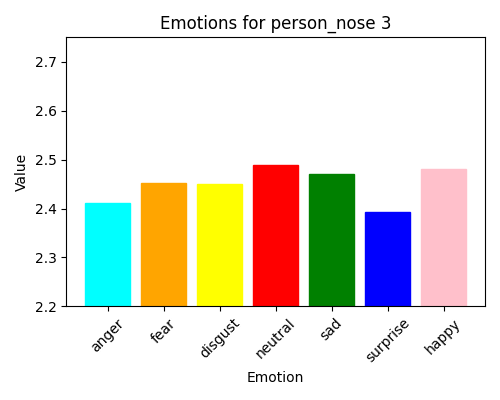 Emotions for person_nose 3
Value
2.7
2.6
2.5
2.4
2.3
2.2
anger
fear
disgust
neutral
sad
surprise
happy
Emotion